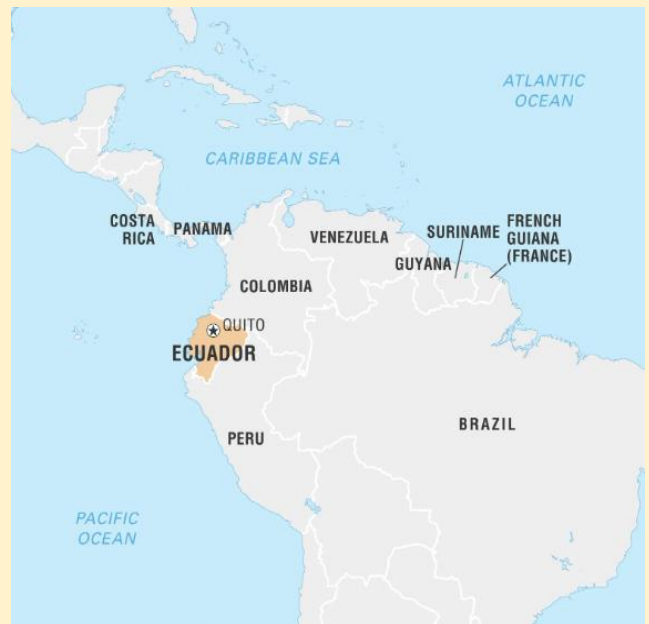 ATLANTIC
OCEAN
CARIBBEAN SEA
COSTA
RICA
PANAMA
VENEZUELA
GUYANA
SURINAME
FRENCH
GUIANA
(FRANCE)
COLOMBIA
QUITO
ECUADOR
PERU
BRAZIL
PACIFIC
OCEAN